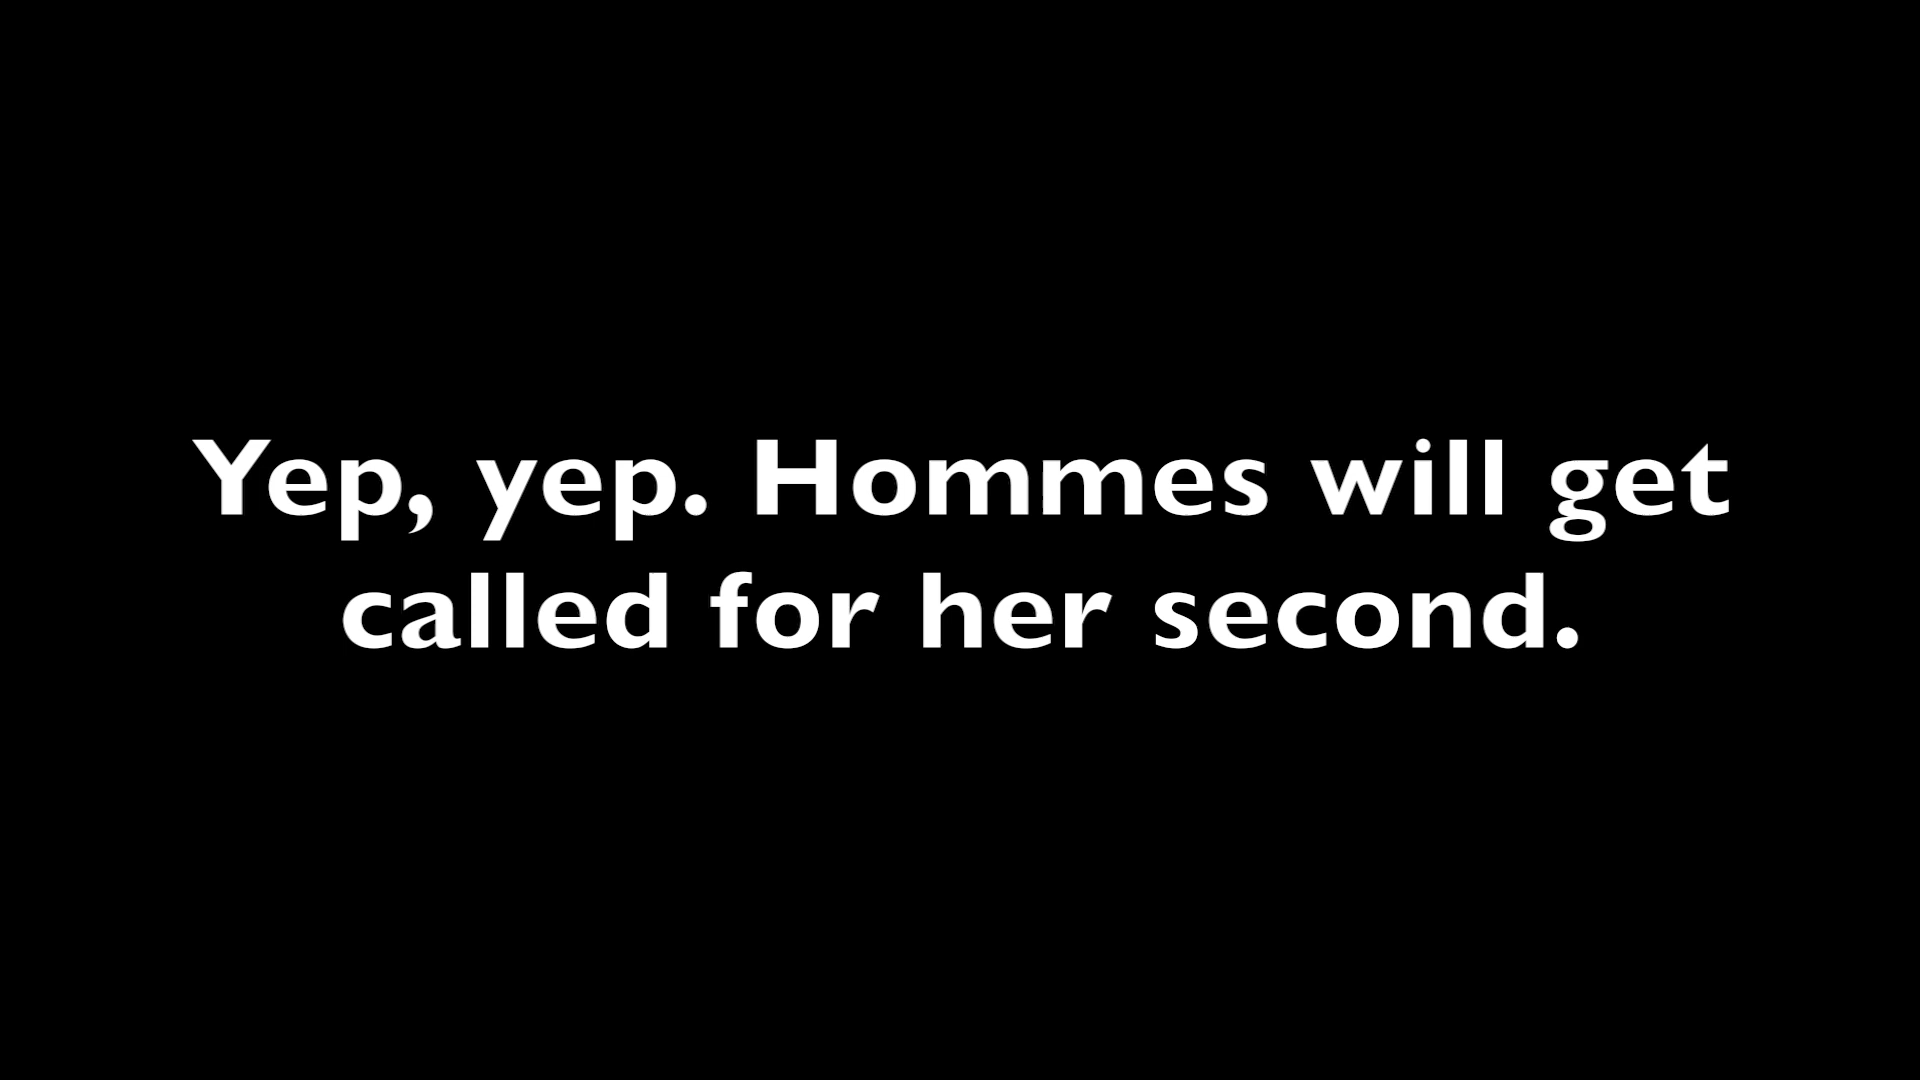 Yep, yep. Hommes will get
called for her second.